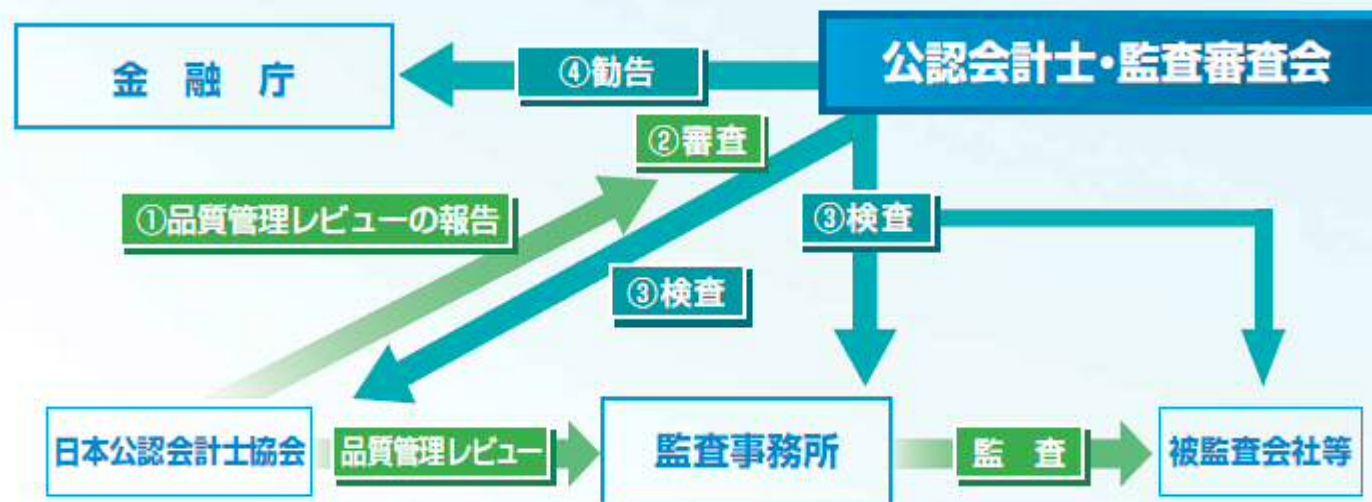 金融庁
④勧告
公認会計士・監査審査会
②審査
①品質管理レビューの報告
③検査
③検査
日本公認会計士協会
品質管理レビュー
監査事務所
監査
被監査会社等